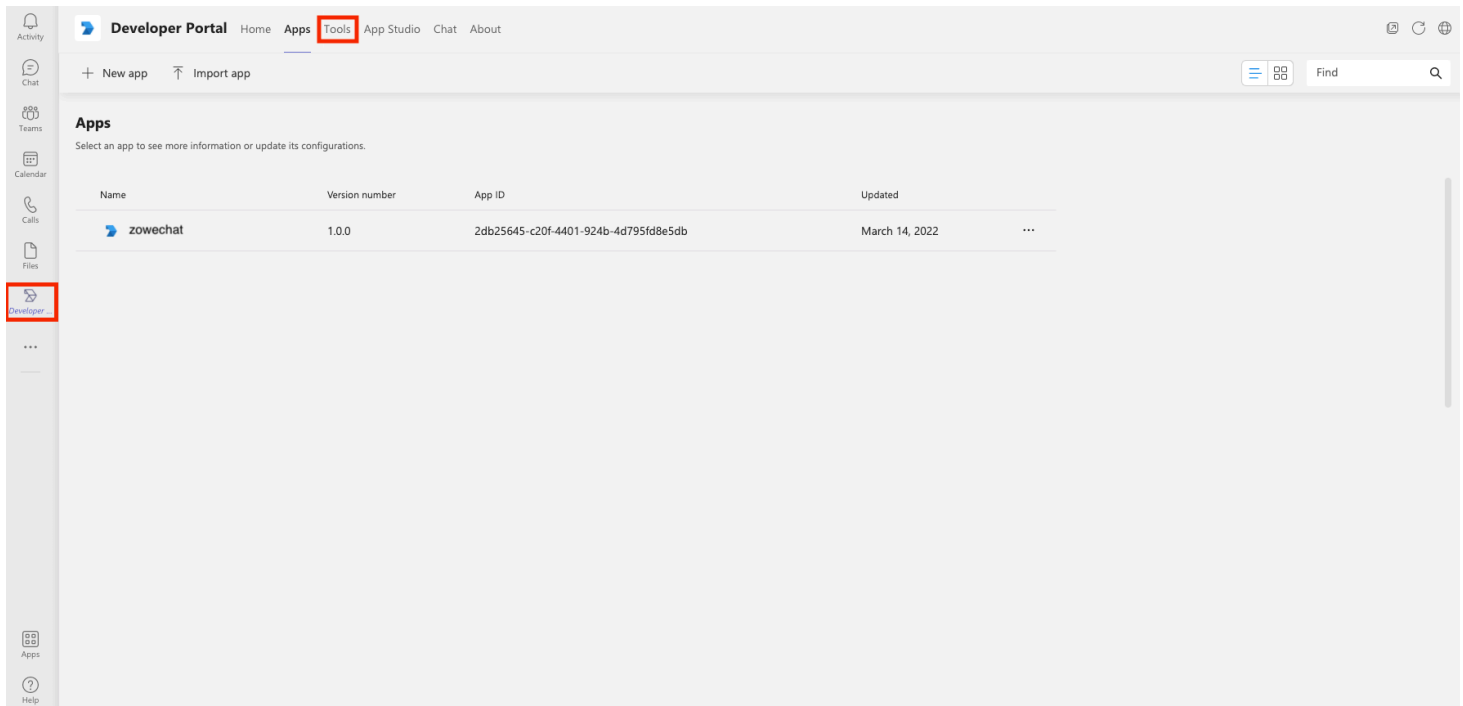 Activity
Chat
Teams
Calendar
Calls
Files
Developer ...
Apps
Help
Developer Portal Home Apps Tools App Studio Chat About
New app Import app
Find
Apps
Select an app to see more information or update its configurations.
Name Version number App ID Updated
zowechat 1.0.0 2db25645-c20f-4401-924b-4d795fd8e5db March 14, 2022